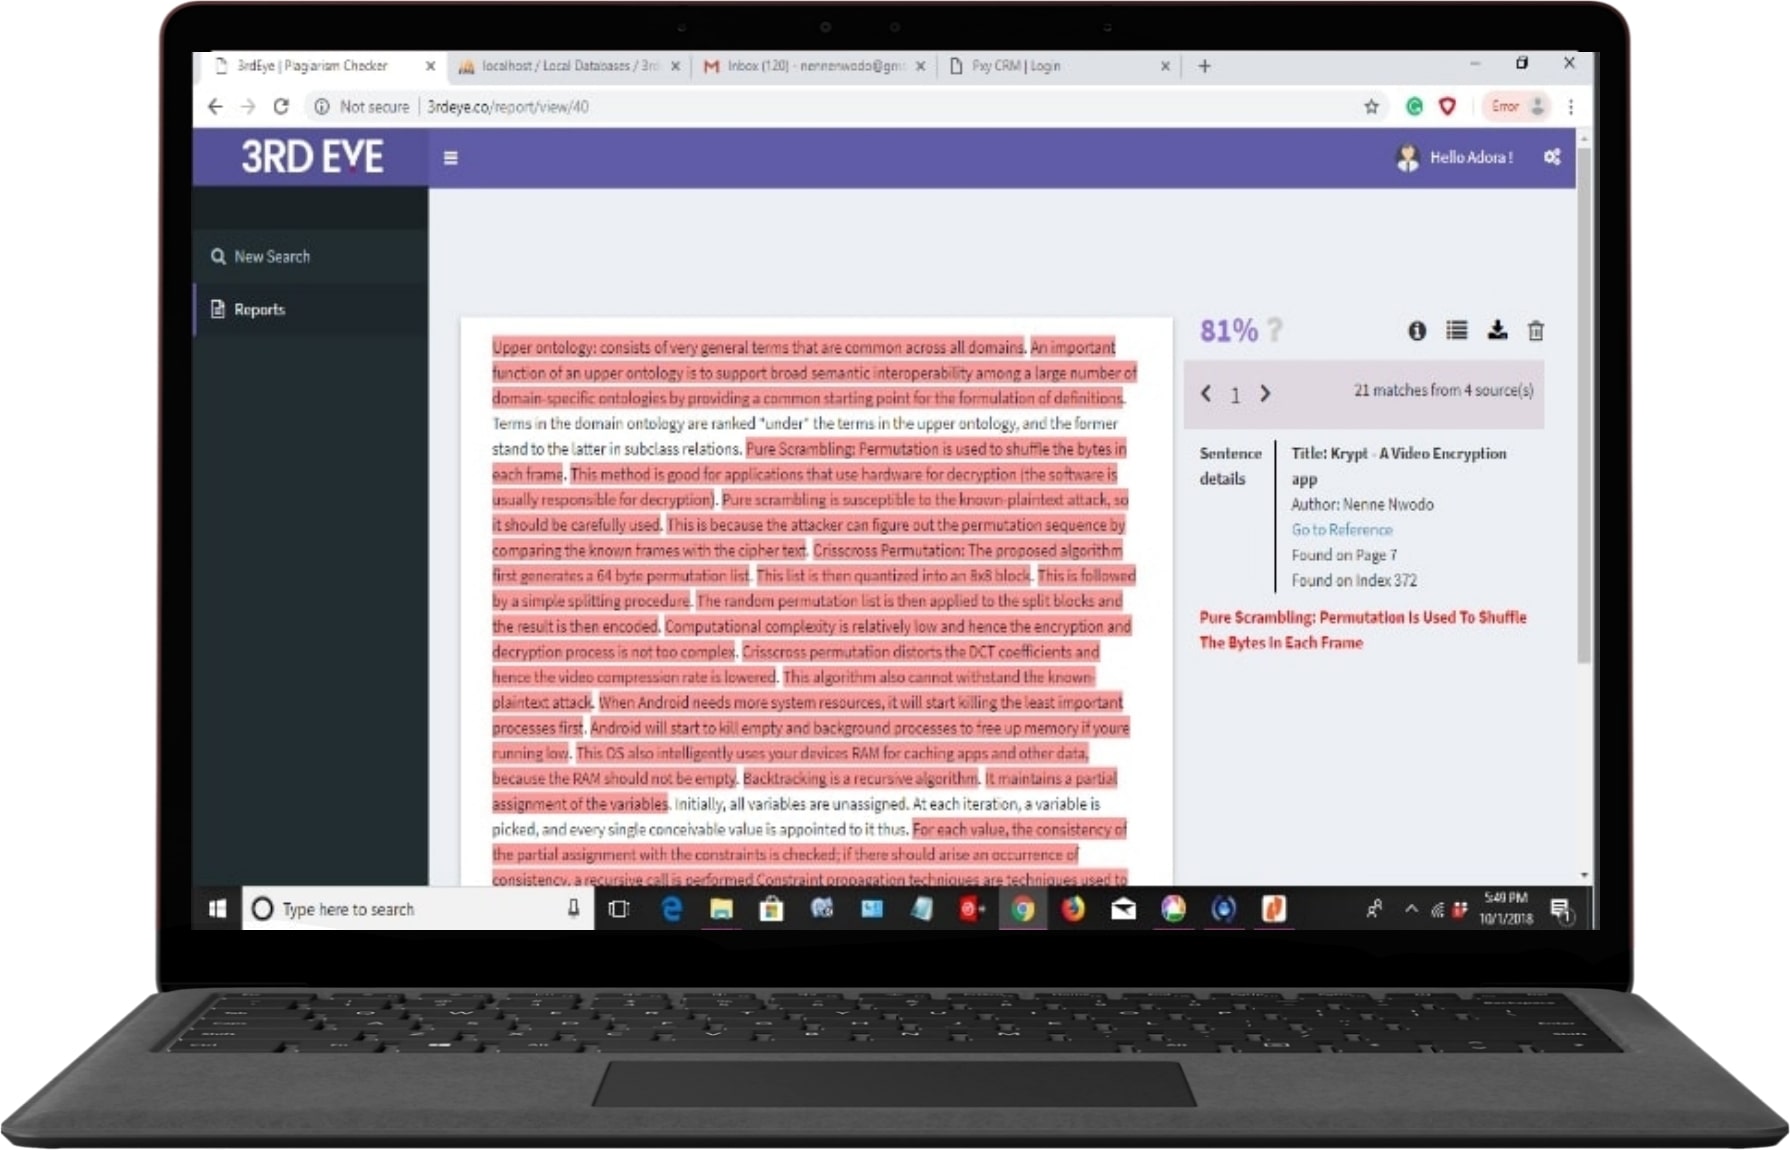 3rdEye | Plagiarism Checker
localhost / Local Databases / 3rd
Inbox (120) - nennenwodo@gm
Pxy CRM | Login
Not secure | 3rdeye.co/report/view/40
Error
3RD EYE
Hello Adora !
New Search
Reports
Upper ontology: consists of very general terms that are common across all domains. An important
function of an upper ontology is to support broad semantic interoperability among a large number of
domain-specific ontologies by providing a common starting point for the formulation of definitions.
Terms in the domain ontology are ranked "under" the terms in the upper ontology, and the former
stand to the latter in subclass relations. Pure Scrambling: Permutation is used to shuffle the bytes in
each frame. This method is good for applications that use hardware for decryption (the software is
usually responsible for decryption). Pure scrambling is susceptible to the known-plaintext attack, so
it should be carefully used. This is because the attacker can figure out the permutation sequence by
comparing the known frames with the cipher text. Crisscross Permutation: The proposed algorithm
first generates a 64 byte permutation list. This list is then quantized into an 8x8 block. This is followed
by a simple splitting procedure. The random permutation list is then applied to the split blocks and
the result is then encoded. Computational complexity is relatively low and hence the encryption and
decryption process is not too complex. Crisscross permutation distorts the DCT coefficients and
hence the video compression rate is lowered. This algorithm also cannot withstand the known-
plaintext attack. When Android needs more system resources, it will start killing the least important
processes first. Android will start to kill empty and background processes to free up memory if youre
running low. This OS also intelligently uses your devices RAM for caching apps and other data,
because the RAM should not be empty. Backtracking is a recursive algorithm. It maintains a partial
assignment of the variables. Initially, all variables are unassigned. At each iteration, a variable is
picked, and every single conceivable value is appointed to it thus. For each value, the consistency of
the partial assignment with the constraints is checked; if there should arise an occurrence of
consistency, a recursive call is performed Constraint propagation techniques are techniques used to
81% ?
1
21 matches from 4 source(s)
Sentence
details
Title: Krypt - A Video Encryption
app
Author: Nenne Nwodo
Go to Reference
Found on Page 7
Found on Index 372
Pure Scrambling: Permutation Is Used To Shuffle
The Bytes In Each Frame
Type here to search
5:49 PM
10/1/2018